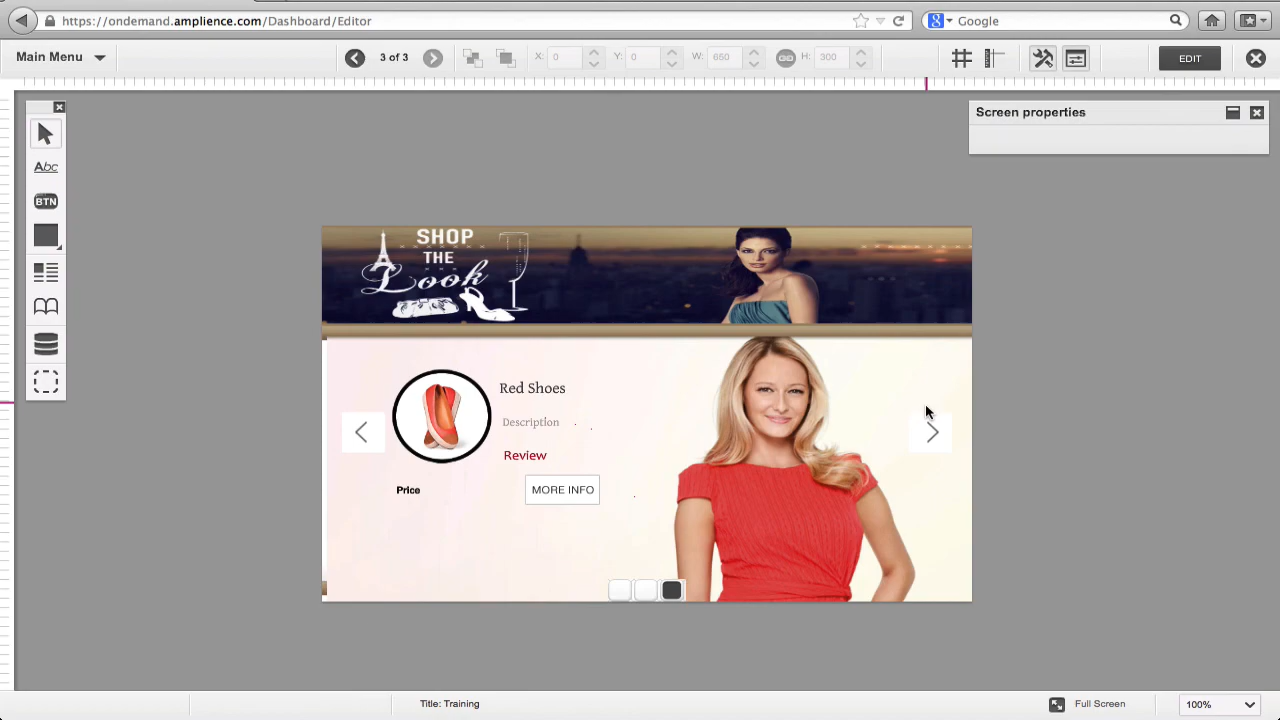 https://ondemand.amplience.com/Dashboard/Editor
Google
Main Menu
3 of 3
X: 0
Y: 0
W: 650
H: 300
EDIT
Screen properties
Abc
BTN
SHOP
THE
Look
Red Shoes
Description
Review
Price
MORE INFO
Title: Training
Full Screen
100%